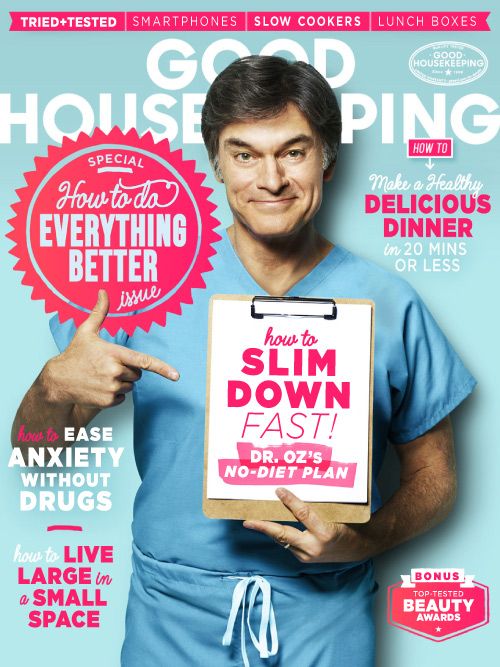 TRIED+TESTED | SMARTPHONES | SLOW COOKERS | LUNCH BOXES
GOOD
HOUSEKEEPING
GOOD
HOUSEKEEPING
Since 1909
SPECIAL
How to do
EVERYTHING
BETTER
issue
HOW TO
Make a Healthy
DELICIOUS
DINNER
in 20 MINS
OR LESS
how to
SLIM
DOWN
FAST!
DR. OZ's
NO-DIET PLAN
how to EASE
ANXIETY
WITHOUT
DRUGS
how to LIVE
LARGE in
a SMALL
SPACE
BONUS
TOP-TESTED
BEAUTY
AWARDS